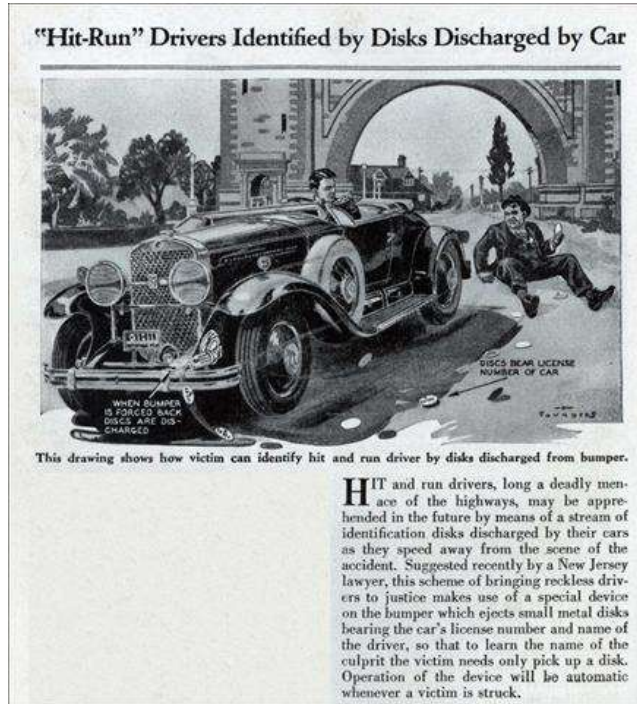 "Hit-Run" Drivers Identified by Disks Discharged by Car
WHEN BUMPER
IS FORCED BACK
DISCS ARE DIS-
CHARGED
DISCS BEAR LICENSE
NUMBER OF CAR
This drawing shows how victim can identify hit and run driver by disks discharged from bumper.
HIT and run drivers, long a deadly men-
ace of the highways, may be appre-
hended in the future by means of a stream of
identification disks discharged by their cars
as they speed away from the scene of the
accident. Suggested recently by a New Jersey
lawyer, this scheme of bringing reckless driv-
ers to justice makes use of a special device
on the bumper which ejects small metal disks
bearing the car's license number and name of
the driver, so that to learn the name of the
culprit the victim needs only pick up a disk.
Operation of the device will be automatic
whenever a victim is struck.